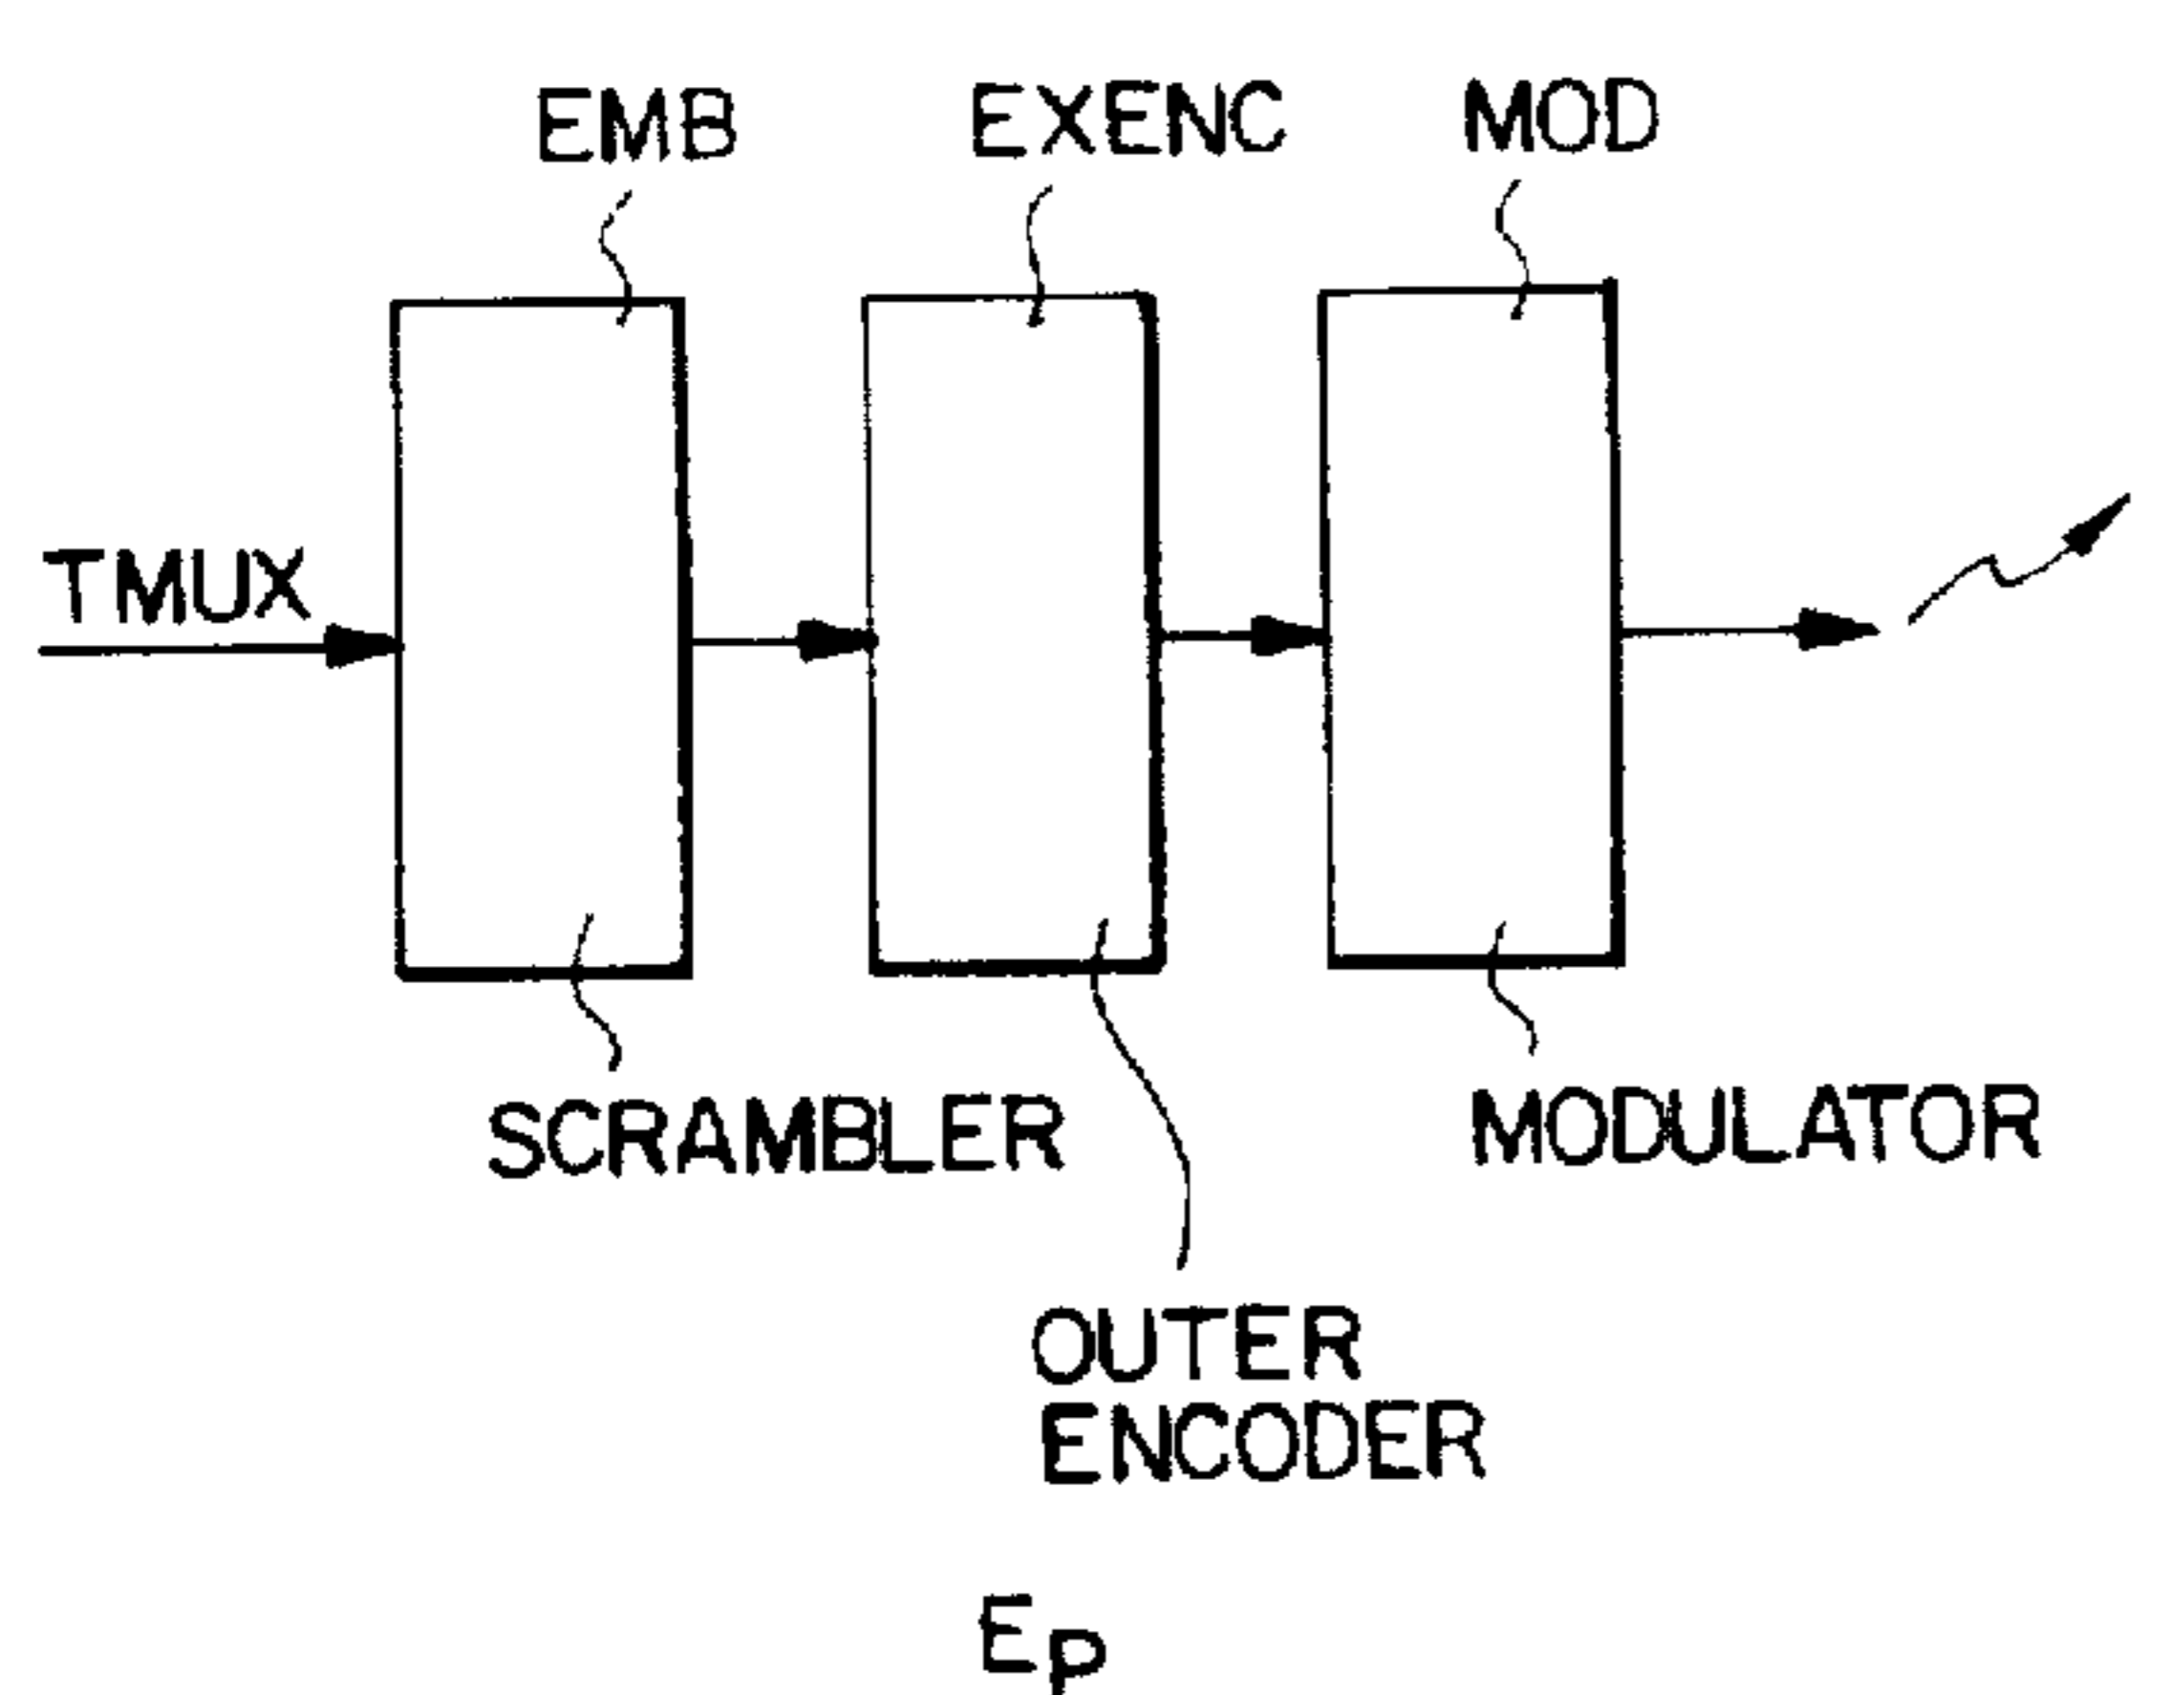 EMB
EXENC
MOD
TMUX
SCRAMBLER
MODULATOR
OUTER
ENCODER
Ep